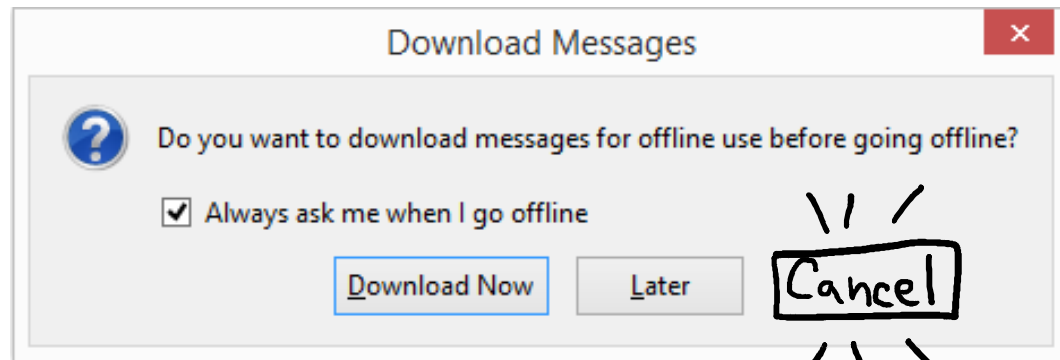 Download Messages
Do you want to download messages for offline use before going offline?
Always ask me when I go offline
Download Now Later Cancel